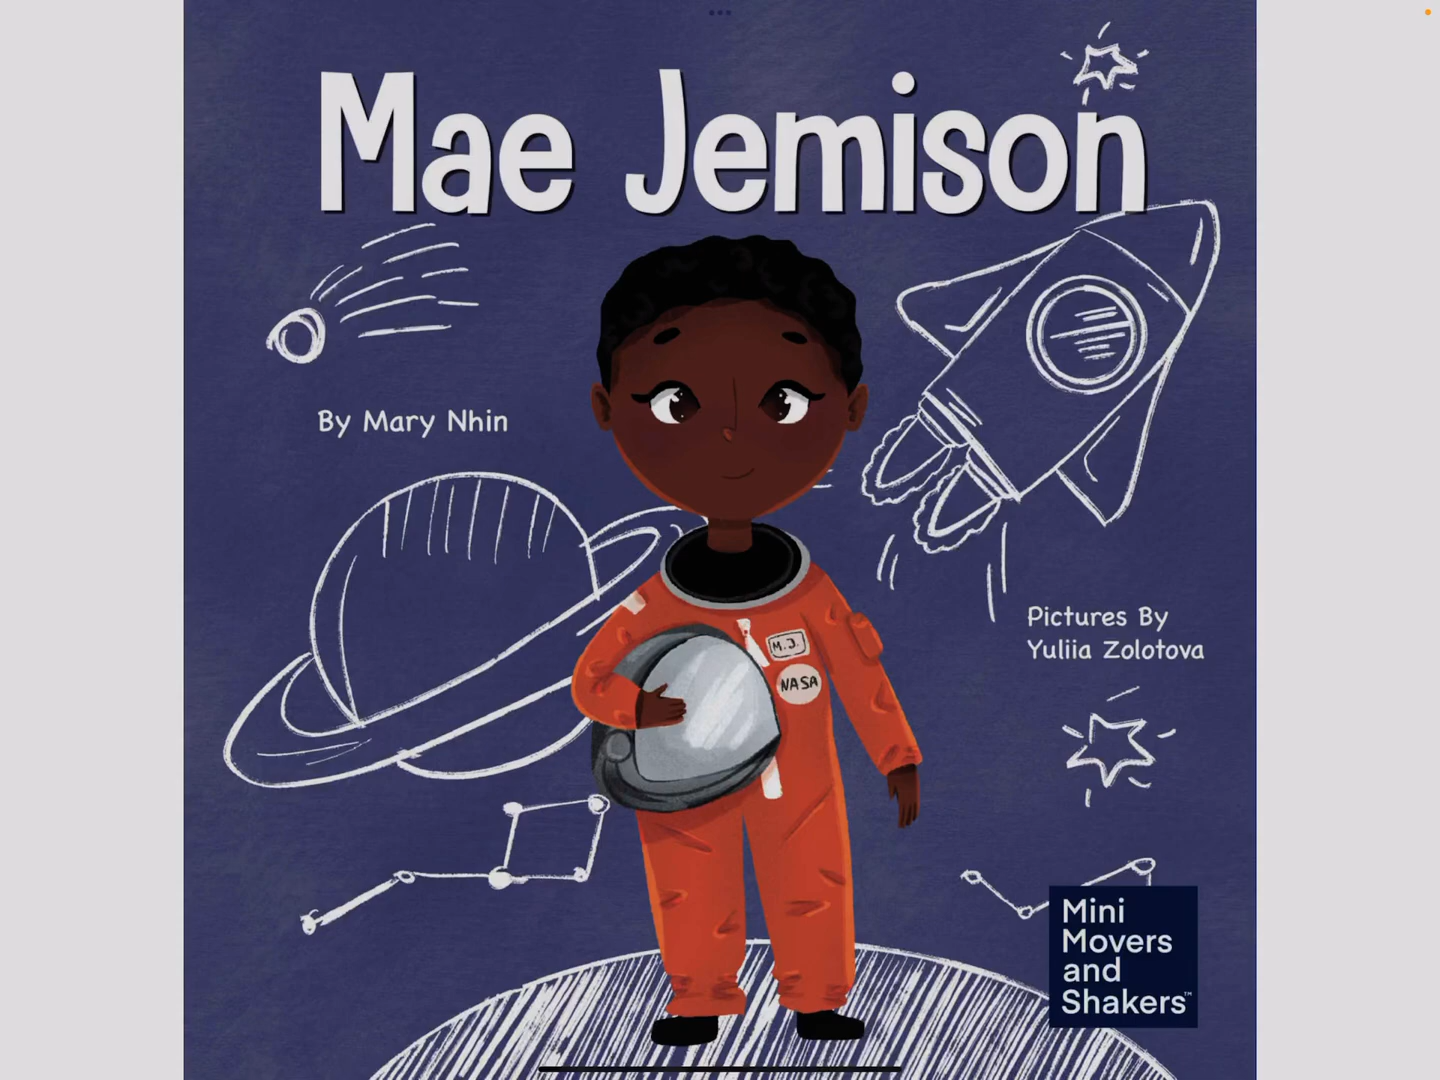 Mae Jemison
By Mary Nhin
M.J.
NASA
Pictures By
Yuliia Zolotova
Mini
Movers
and
Shakers™